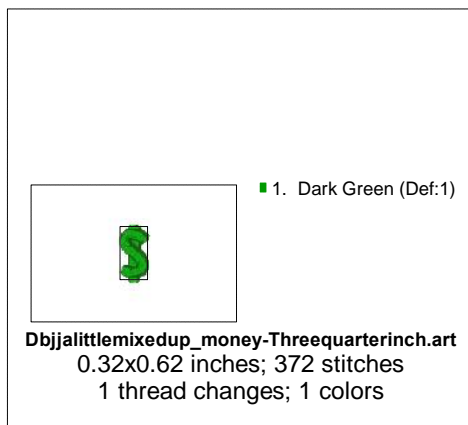 1. Dark Green (Def:1)
$
Dbjjalittlemixedup_money-Threequarterinch.art
0.32x0.62 inches; 372 stitches
1 thread changes; 1 colors